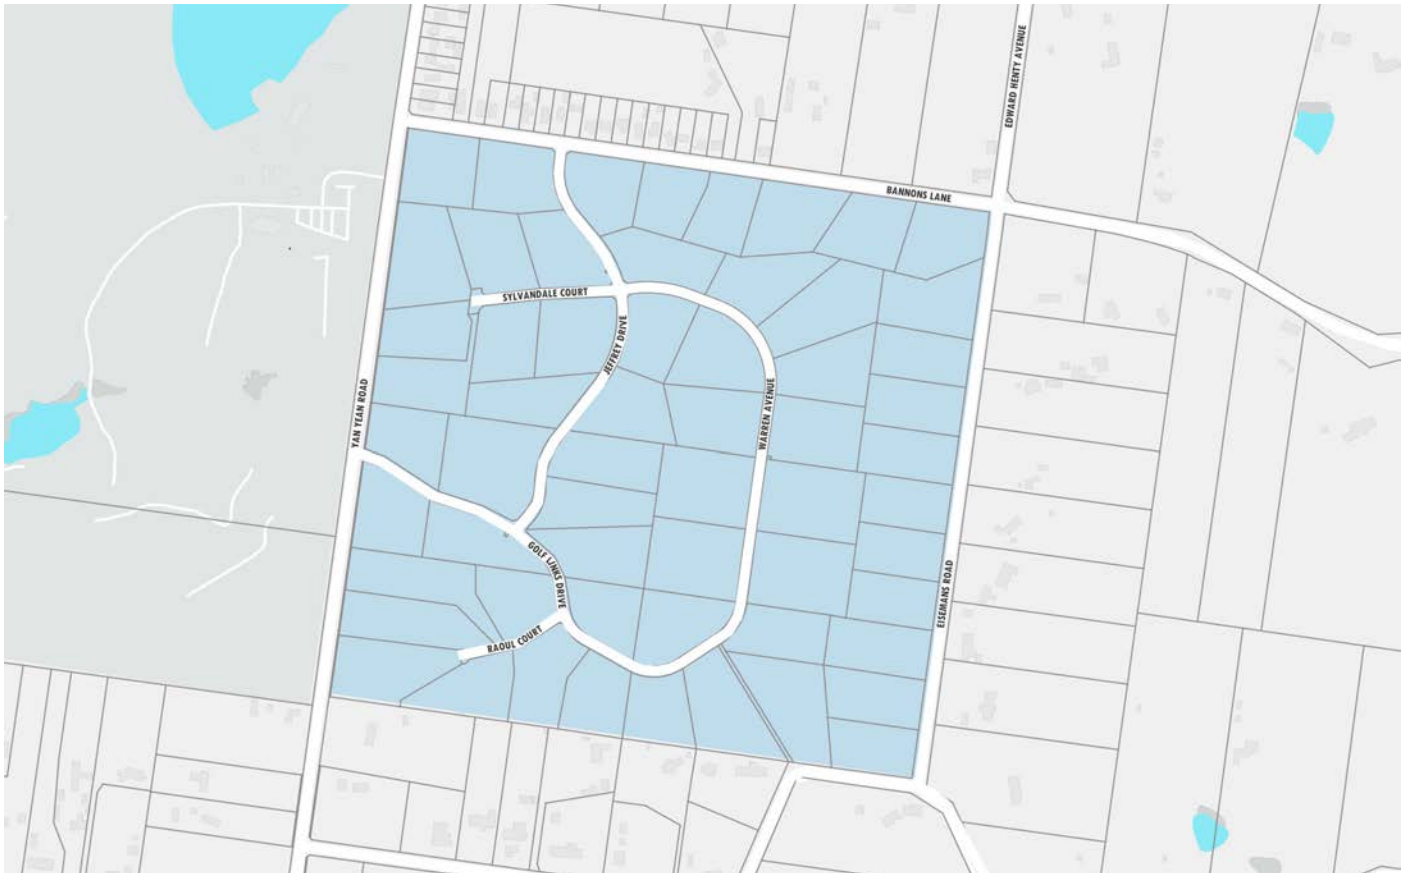 EDWARD HENTY AVENUE
BANNONS LANE
SYLVANDALE COURT
JEFFREY DRIVE
YAN YEAN ROAD
WARREN AVENUE
GOLF LINKS DRIVE
EISEMANS ROAD
RAOUL COURT